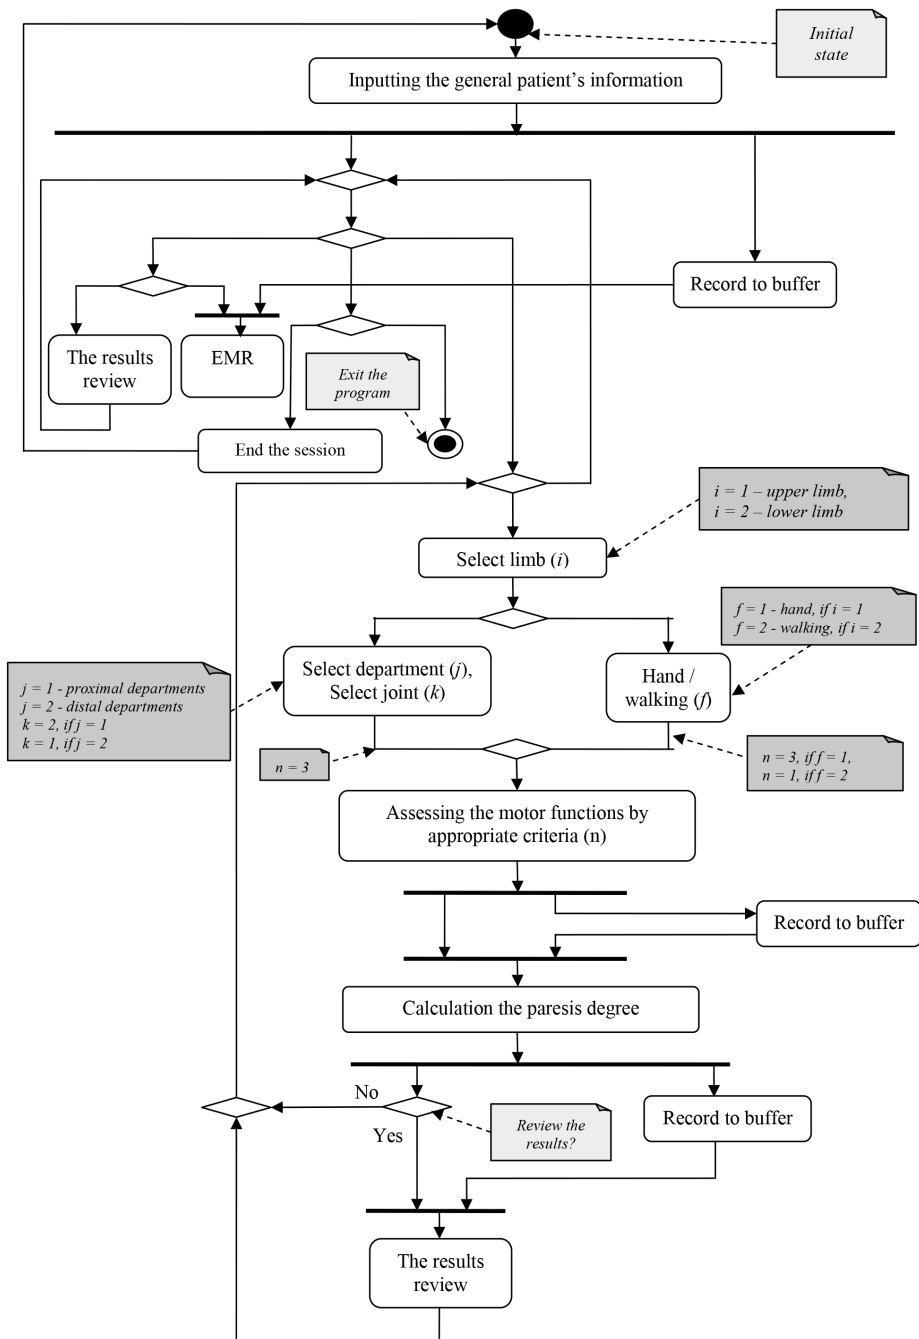 Initial
state
Inputting the general patient’s information
Record to buffer
The results
review
EMR
Exit the
program
End the session
i = 1 – upper limb,
i = 2 – lower limb
Select limb (i)
f = 1 - hand, if i = 1
f = 2 - walking, if i = 2
Select department (j),
Select joint (k)
Hand /
walking (f)
j = 1 - proximal departments
j = 2 - distal departments
k = 2, if j = 1
k = 1, if j = 2
n = 3
n = 3, if f = 1,
n = 1, if f = 2
Assessing the motor functions by
appropriate criteria (n)
Record to buffer
Calculation the paresis degree
No
Yes
Review the
results?
Record to buffer
The results
review